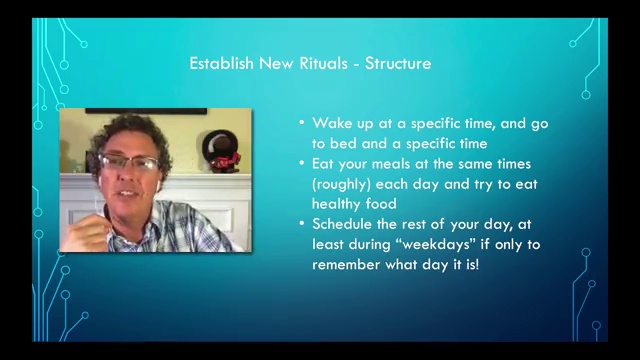 Establish New Rituals - Structure
• Wake up at a specific time, and go
to bed and a specific time
• Eat your meals at the same times
(roughly) each day and try to eat
healthy food
• Schedule the rest of your day, at
least during “weekdays” if only to
remember what day it is!